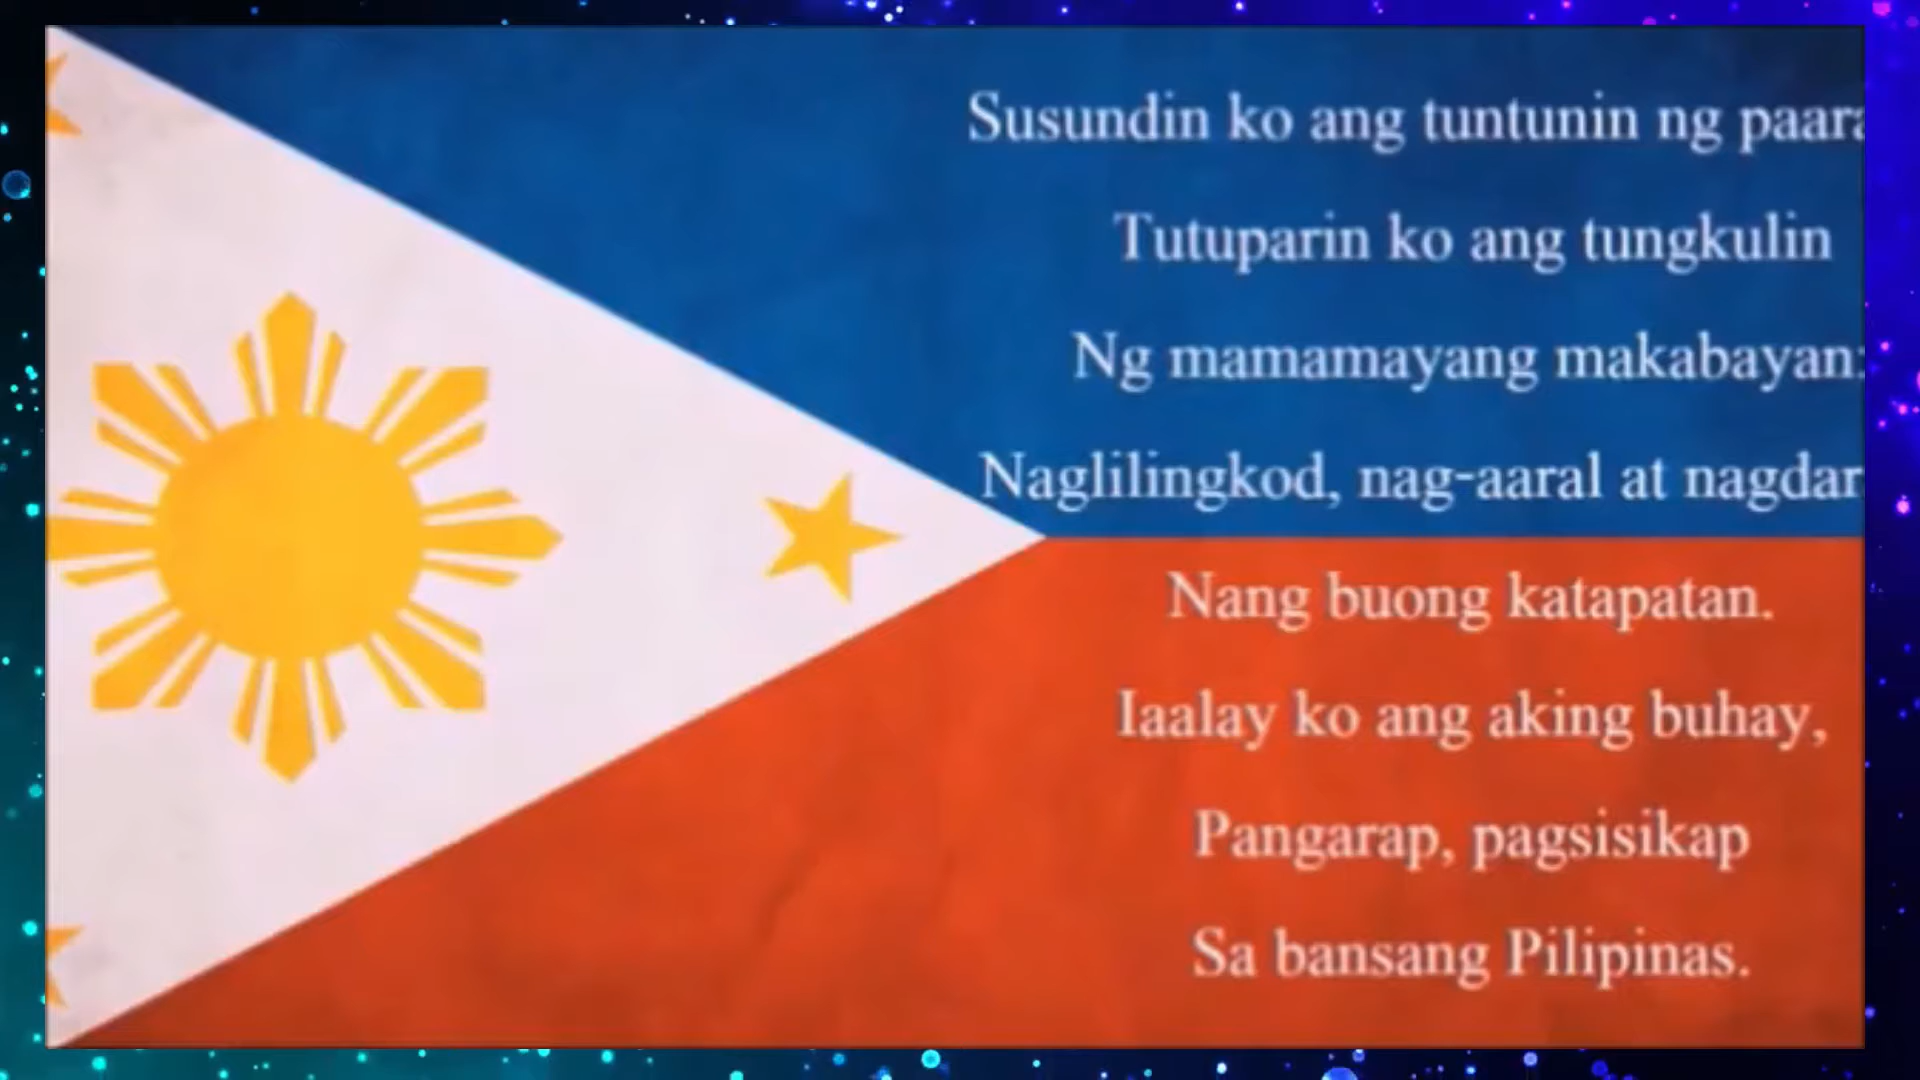 Susundin ko ang tuntunin ng
Tutuparin ko ang tungkulin
Ng mamamayang makabayan:
Naglilingkod, nag-aaral at
Nang buong katapatan.
Iaalay ko ang aking buhay,
Pangarap, pagsisikap
Sa bansang Pilipinas.